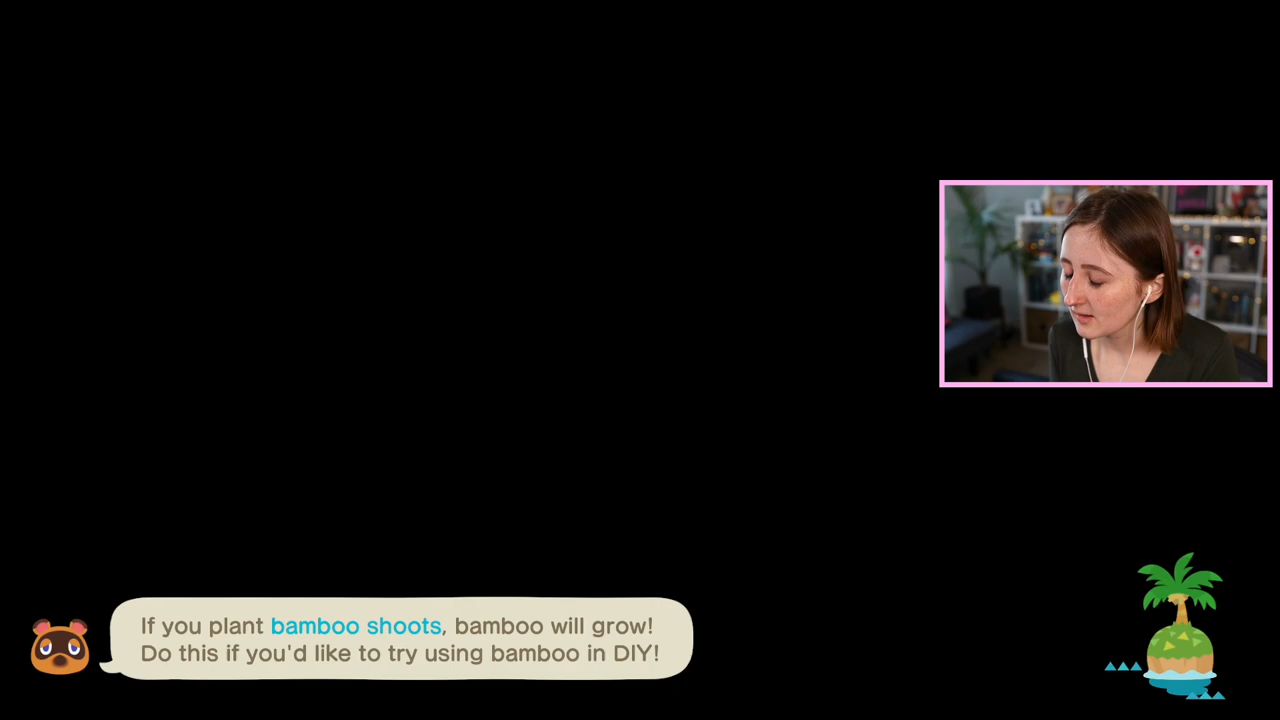 If you plant bamboo shoots, bamboo will grow!
Do this if you'd like to try using bamboo in DIY!